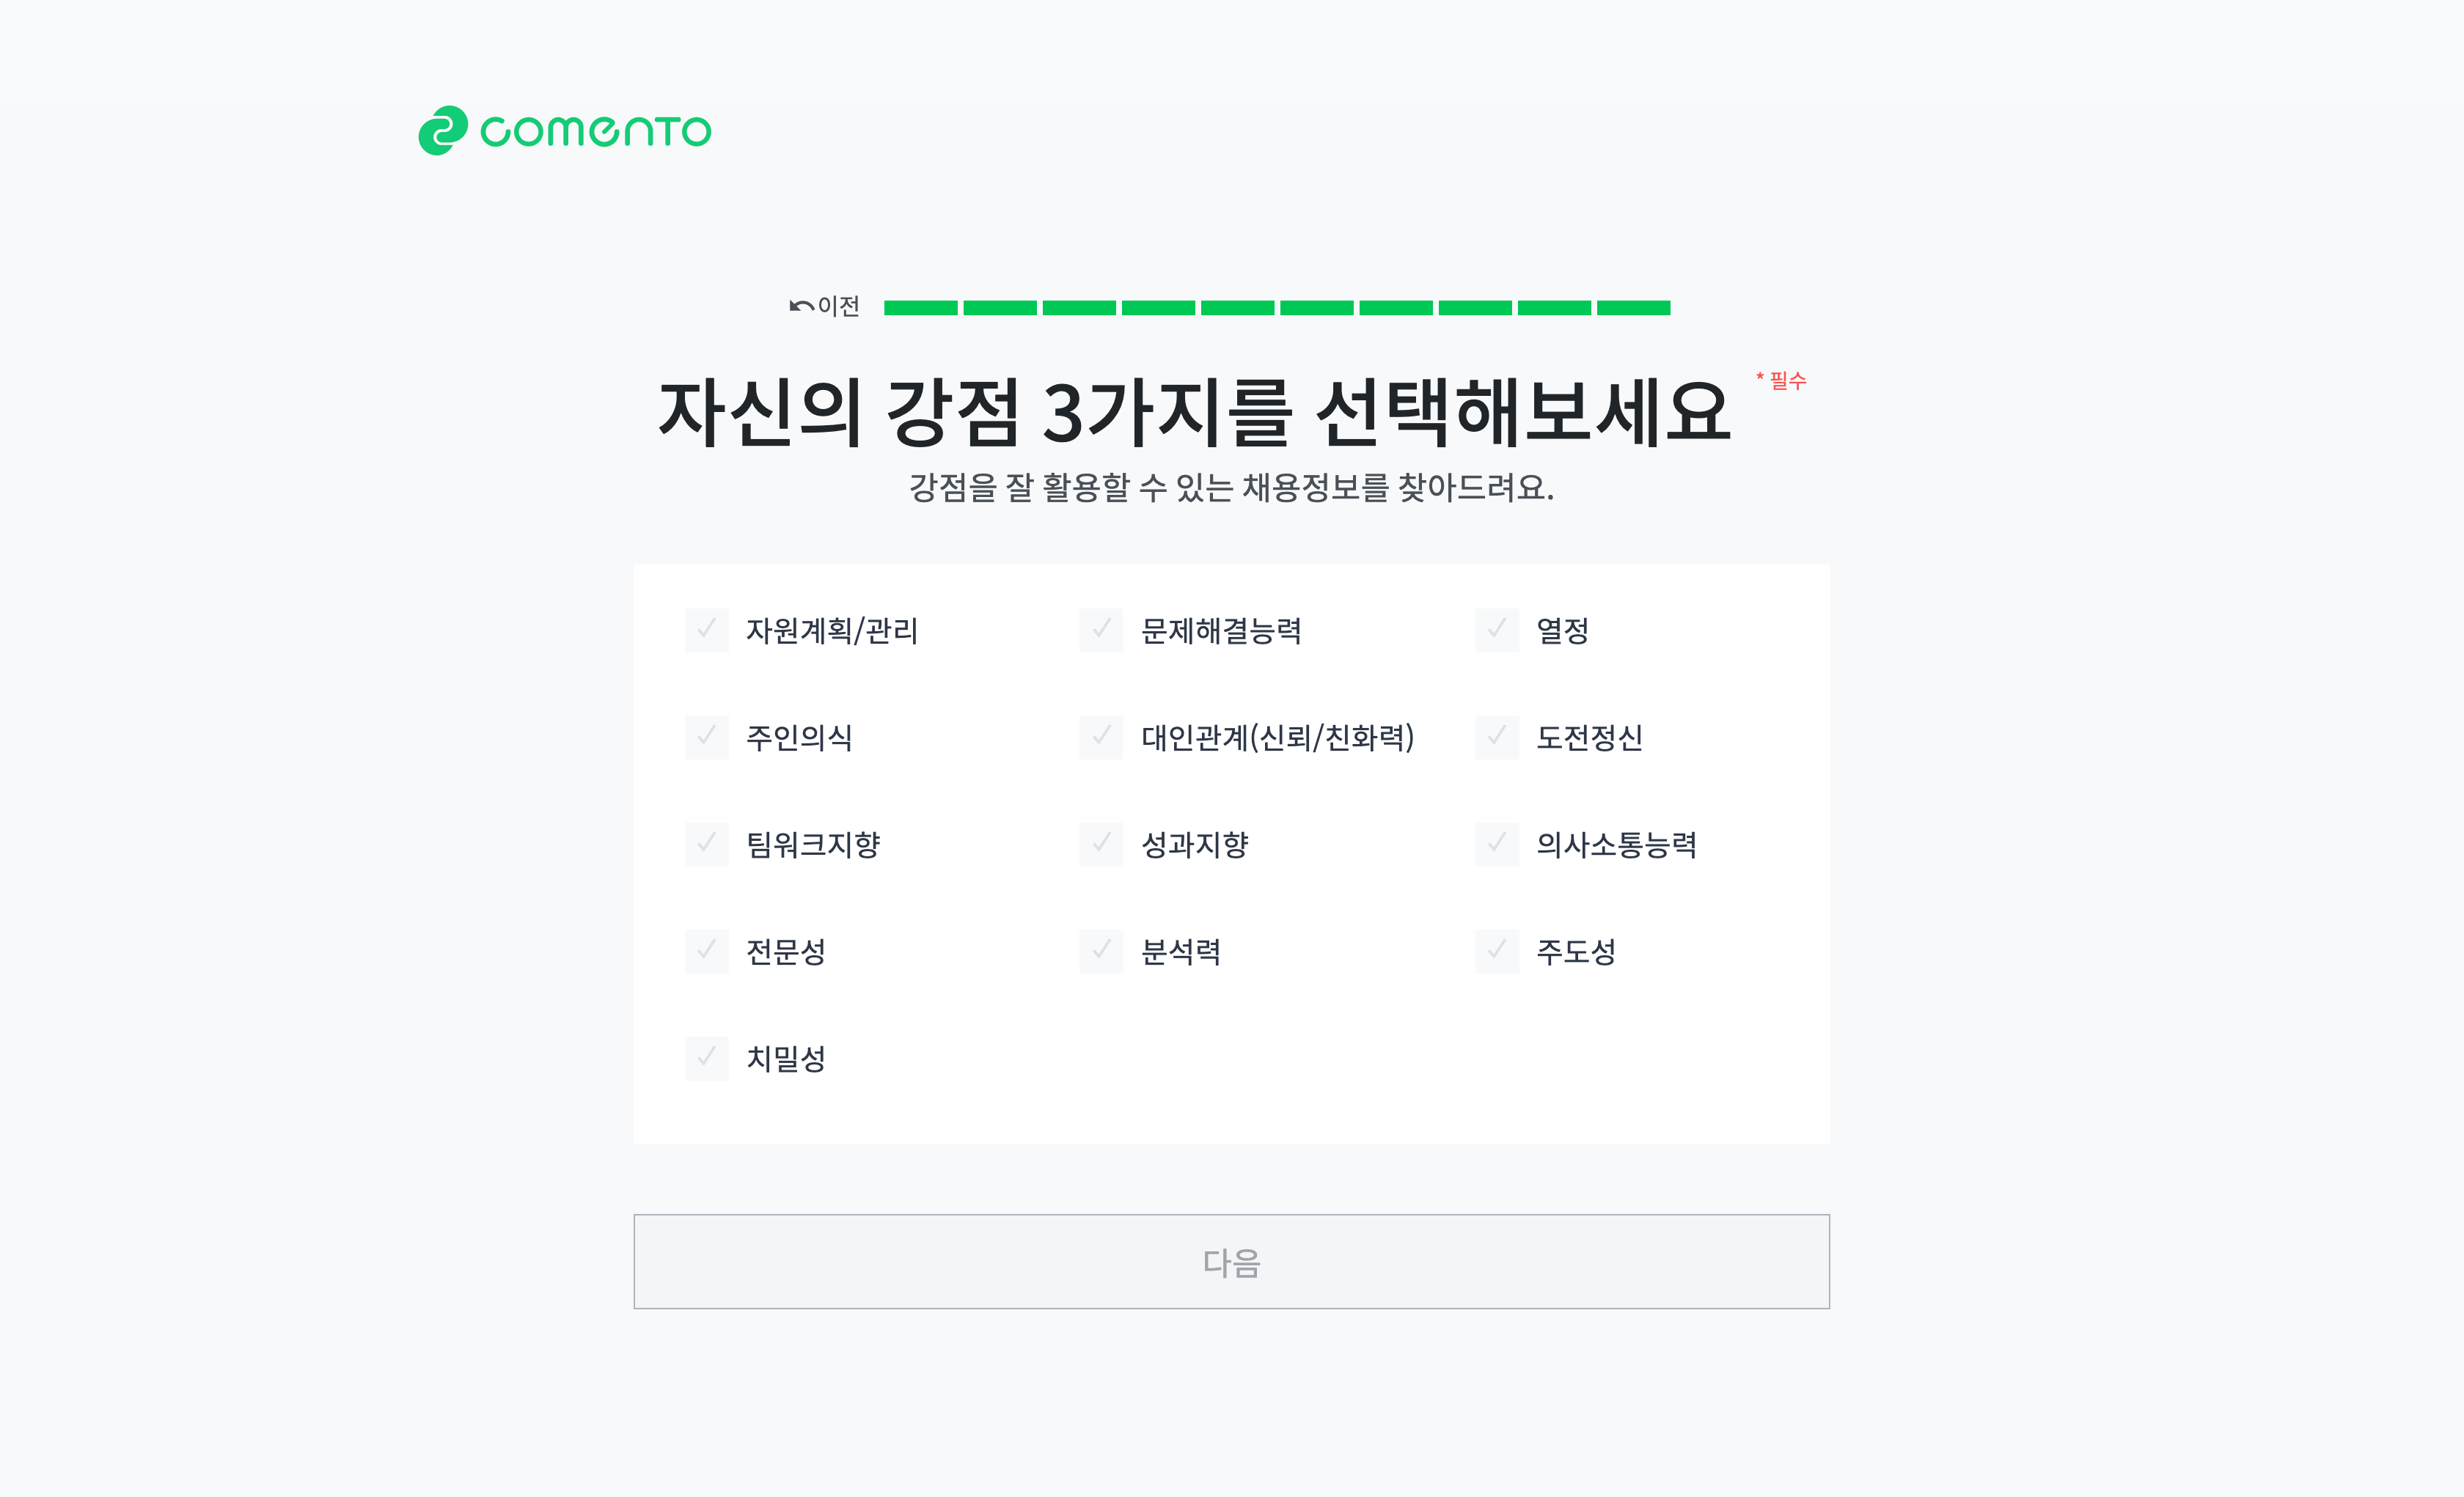 comento
이전
자신의 강점 3가지를 선택해보세요 * 필수
강점을 잘 활용할 수 있는 채용정보를 찾아드려요.
자원계획/관리 문제해결능력 열정
주인의식 대인관계(신뢰/친화력) 도전정신
팀워크지향 성과지향 의사소통능력
전문성 분석력 주도성
치밀성
다음